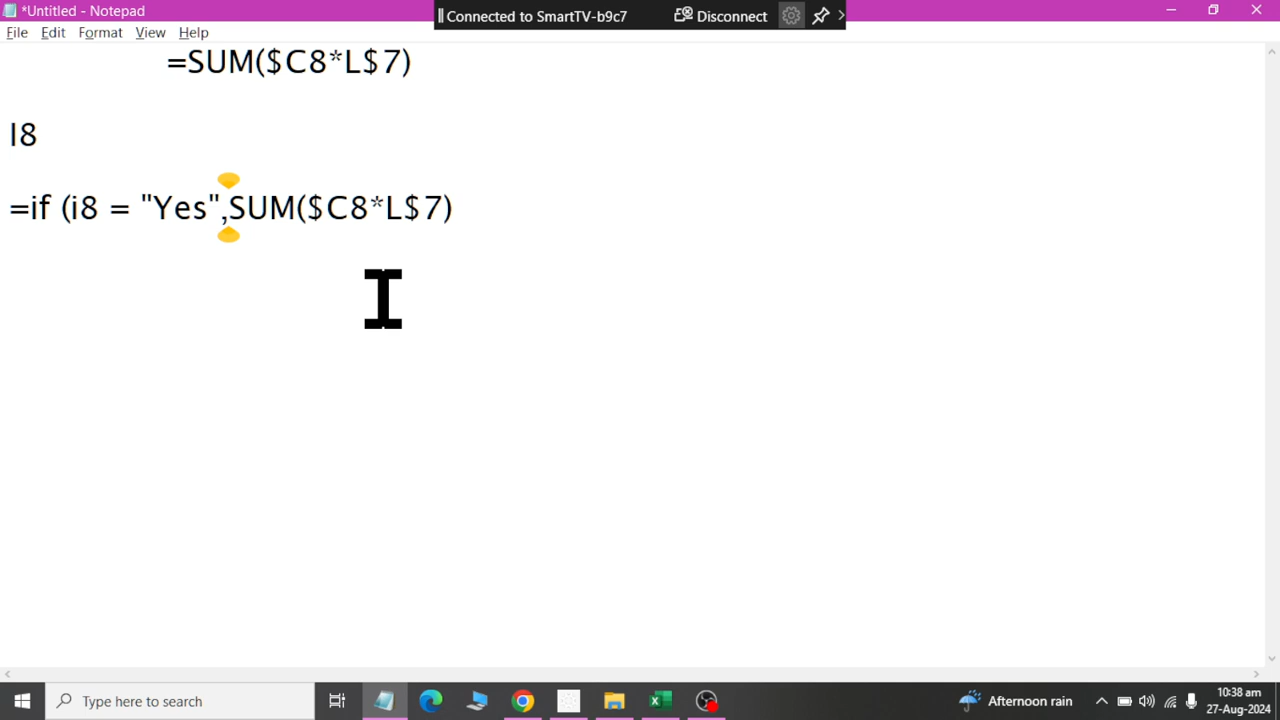 *Untitled - Notepad
Connected to SmartTV-b9c7
Disconnect
File Edit Format View Help
=SUM($C8*L$7)
I8
=if (i8 = "Yes",SUM($C8*L$7)
Type here to search
Afternoon rain
10:38 am
27-Aug-2024